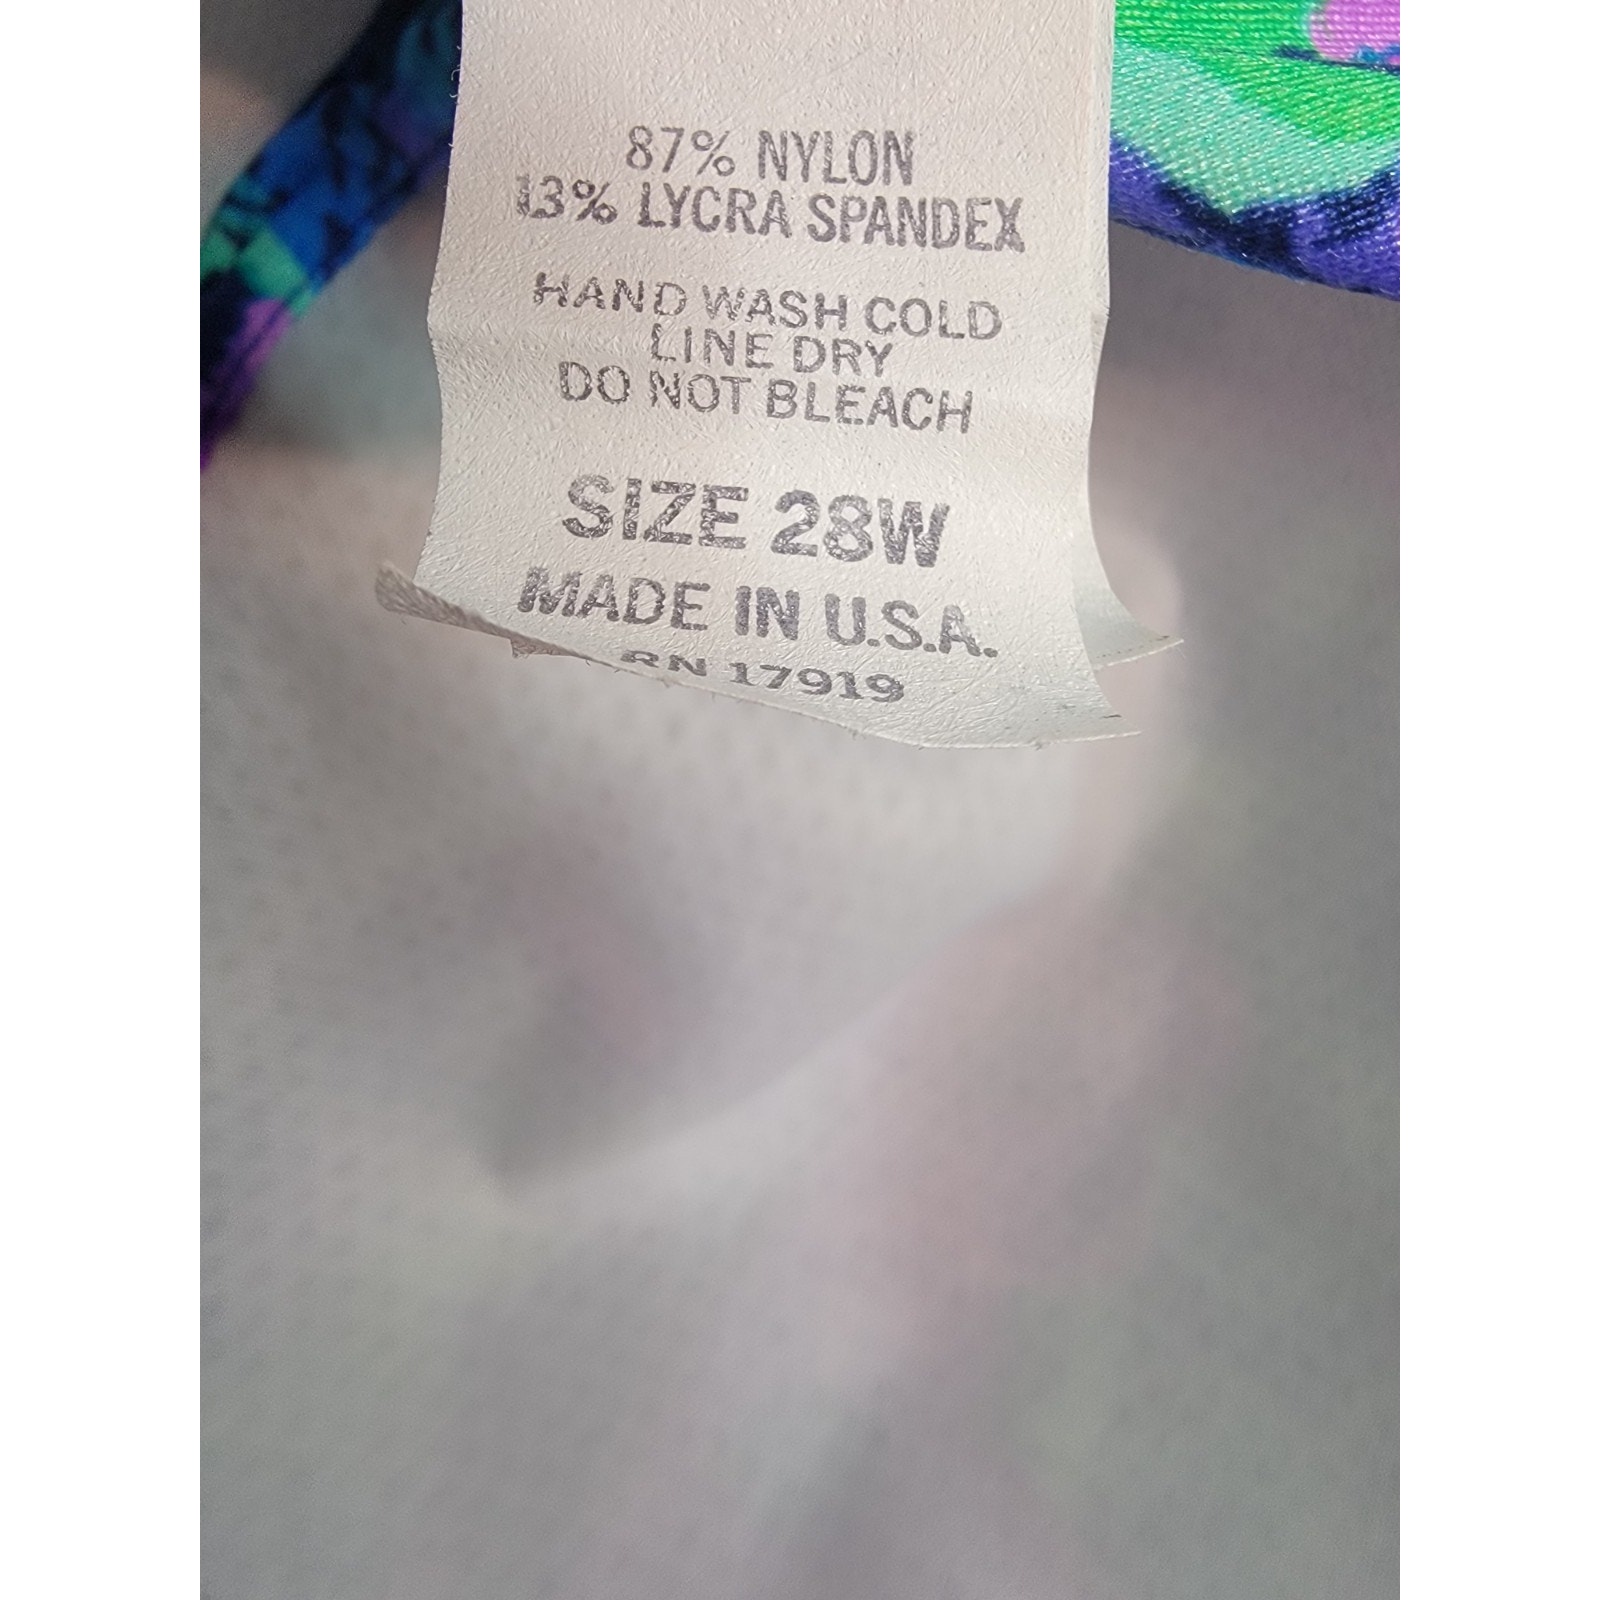 87% NYLON
13% LYCRA SPANDEX
HAND WASH COLD
LINE DRY
DO NOT BLEACH
SIZE 28W
MADE IN U.S.A.
RN 17919